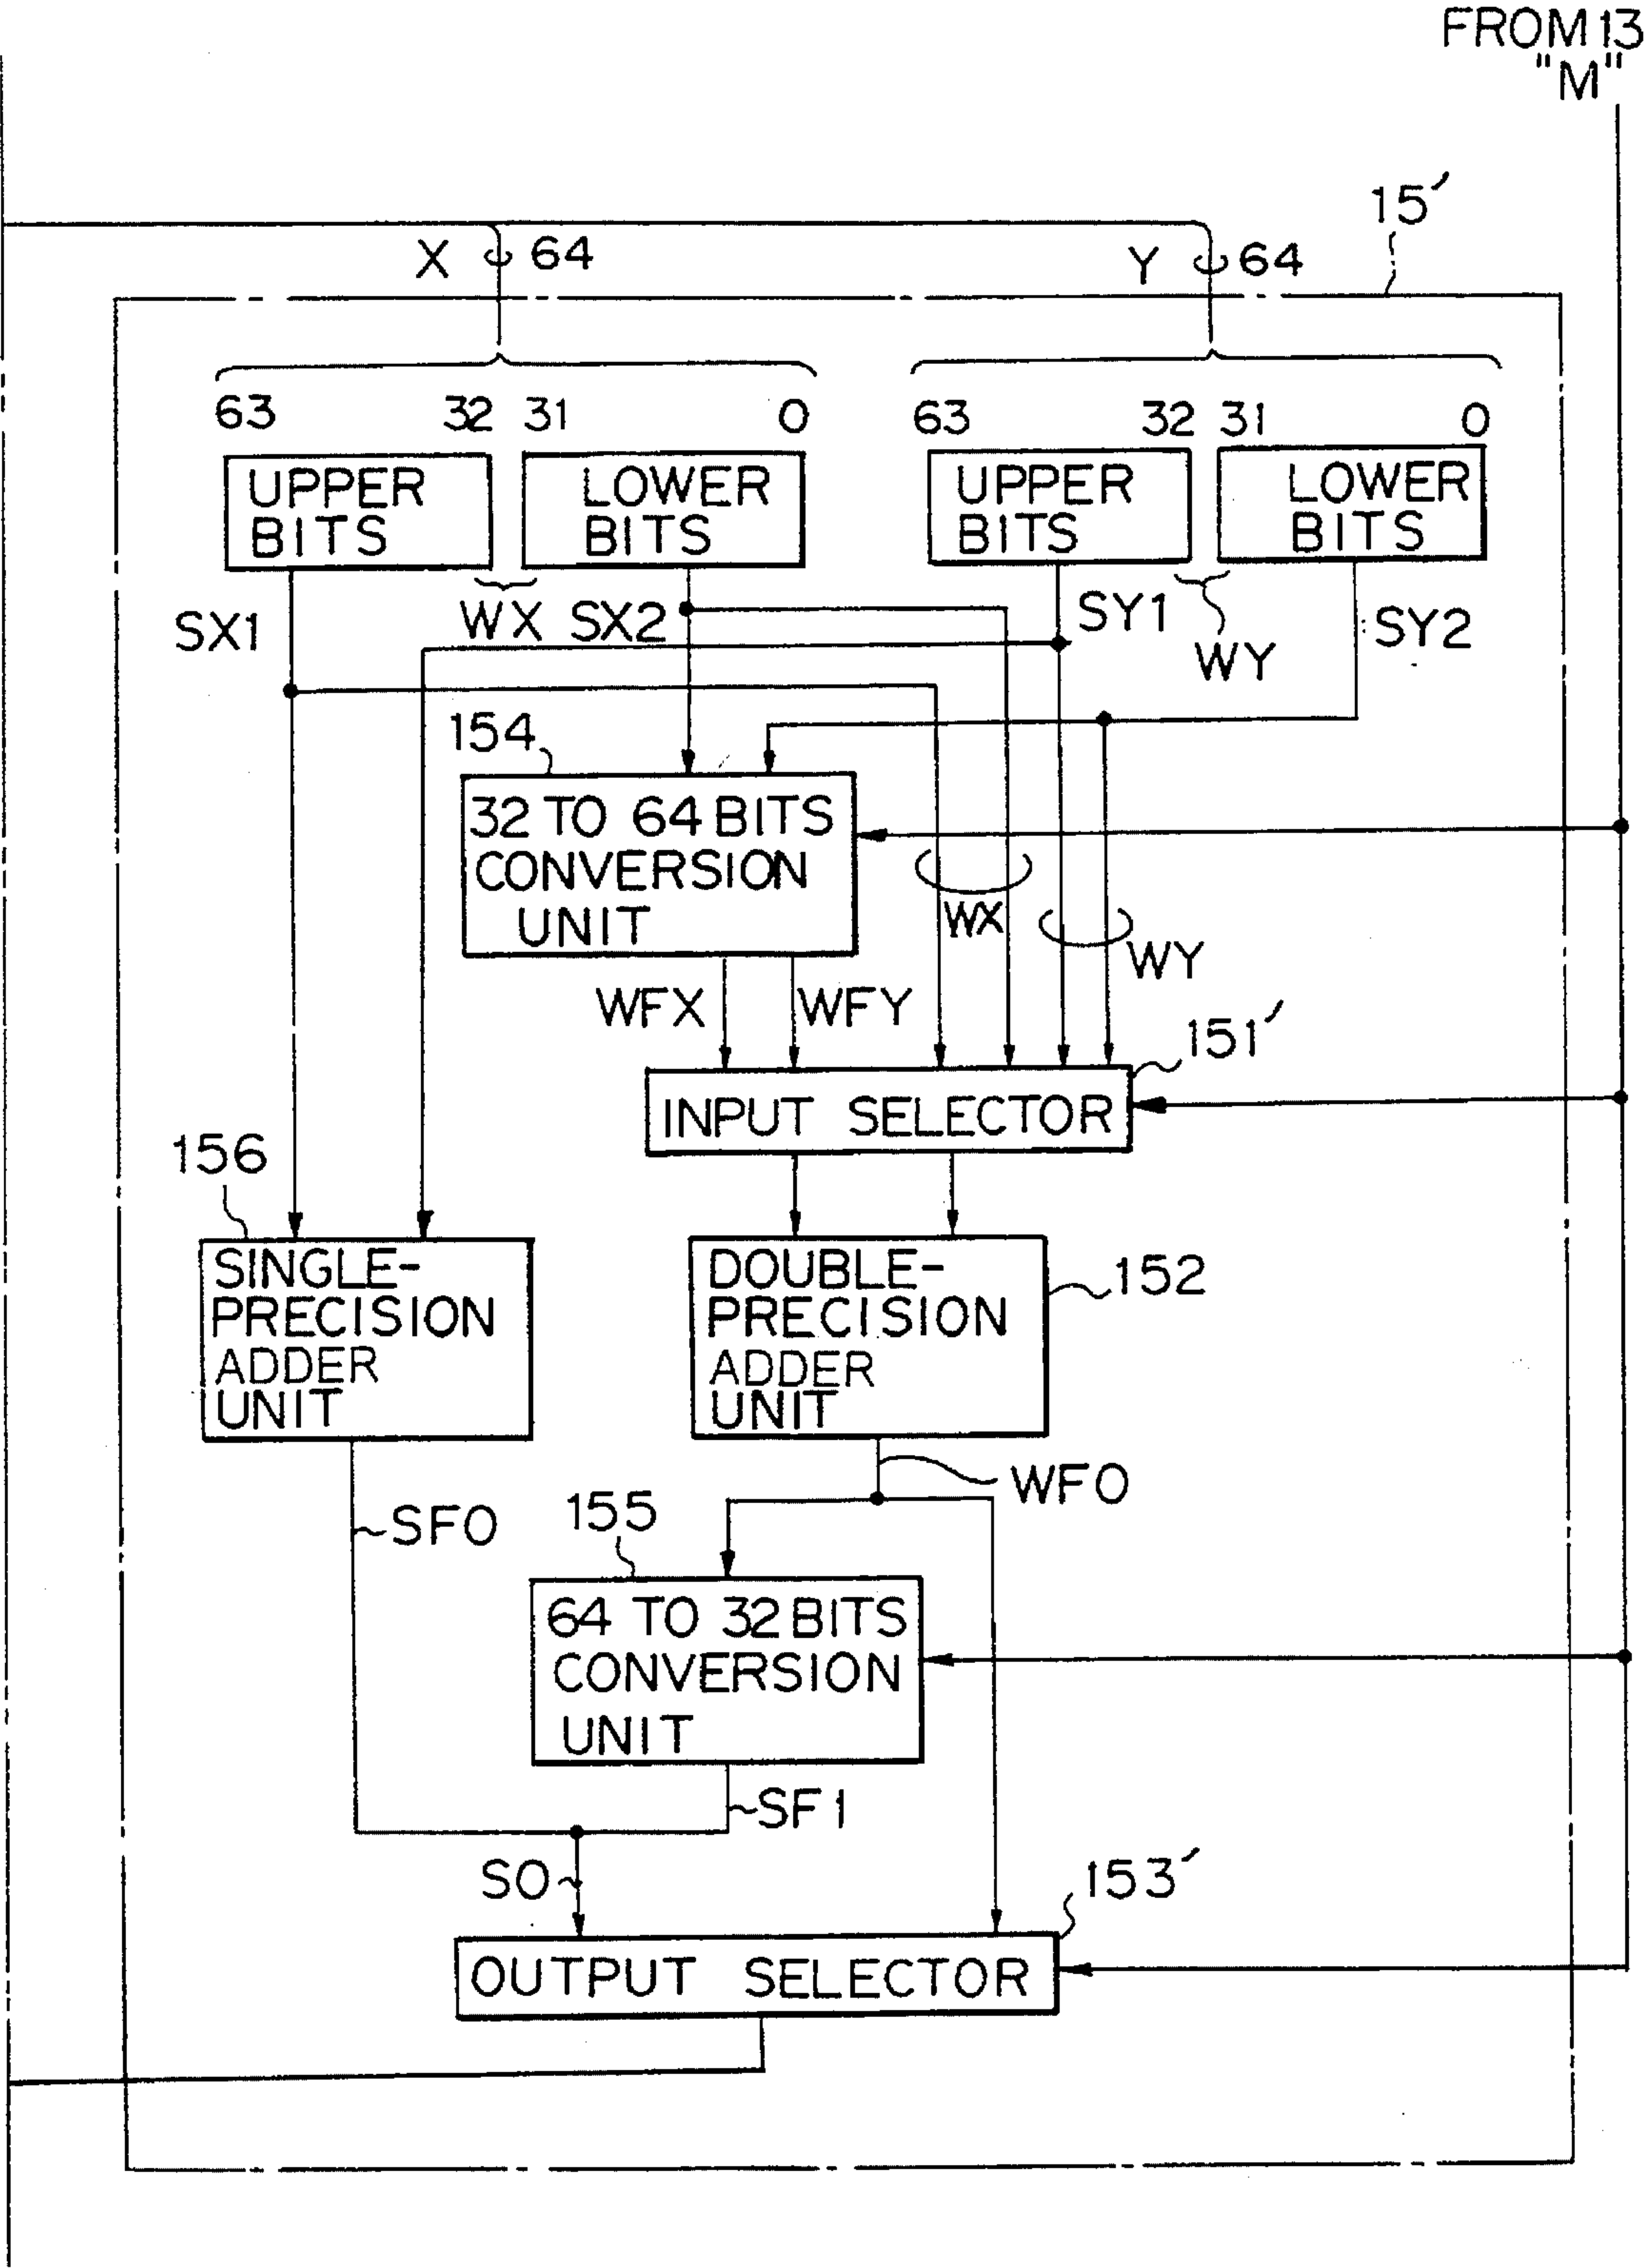 FROM 13
"M"
15'
X 64
Y 64
63 32 31 0
63 32 31 0
UPPER
BITS
LOWER
BITS
UPPER
BITS
LOWER
BITS
SX1
WX
SX2
SY1
WY
SY2
154
32 TO 64 BITS
CONVERSION
UNIT
WX
WY
WFX
WFY
151'
INPUT SELECTOR
156
SINGLE-
PRECISION
ADDER
UNIT
DOUBLE-
PRECISION
ADDER
UNIT
152
WFO
SFO
155
64 TO 32 BITS
CONVERSION
UNIT
SF1
SO
153'
OUTPUT SELECTOR